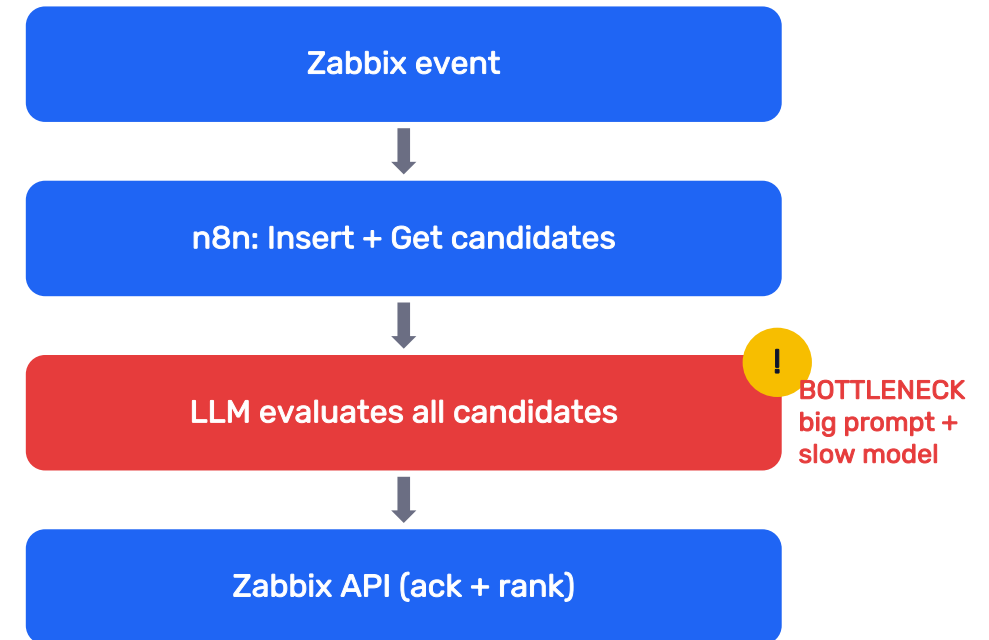 Zabbix event
n8n: Insert + Get candidates
!
LLM evaluates all candidates
BOTTLENECK
big prompt +
slow model
Zabbix API (ack + rank)